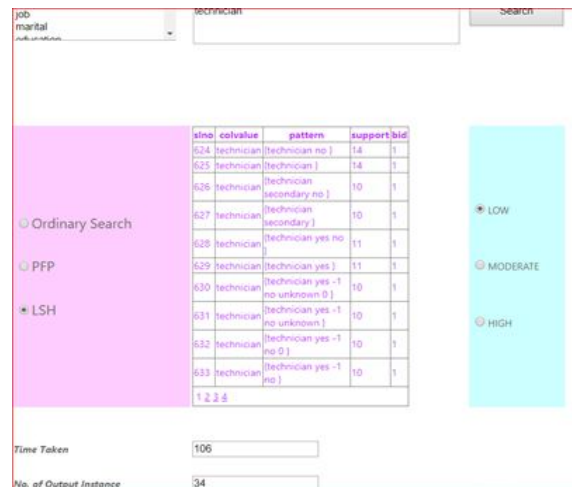 job
marital
education
technician
Search
slno colvalue pattern support bid
624 technician {technician no } 14 1
625 technician {technician } 14 1
626 technician {technician secondary no } 10 1
627 technician {technician secondary } 10 1
628 technician {technician yes no } 11 1
629 technician {technician yes } 11 1
630 technician {technician yes -1 no unknown 0 } 10 1
631 technician {technician yes -1 no unknown } 10 1
632 technician {technician yes -1 no 0 } 10 1
633 technician {technician yes -1 no } 10 1
1 2 3 4
Ordinary Search
PFP
LSH
LOW
MODERATE
HIGH
Time Taken 106
No. of Output Instance 34